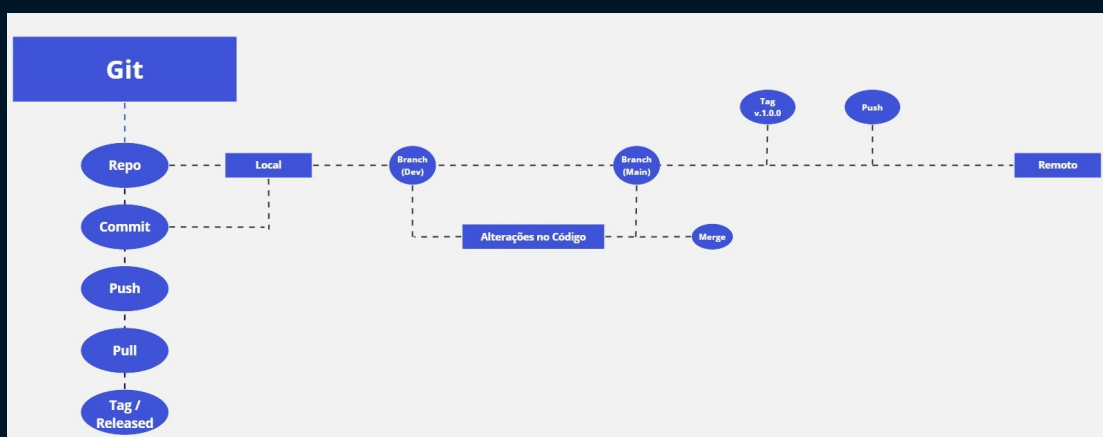 Git
Tag
v.1.0.0
Push
Repo
Local
Branch
(Dev)
Branch
(Main)
Remoto
Commit
Alterações no Código
Merge
Push
Pull
Tag /
Released